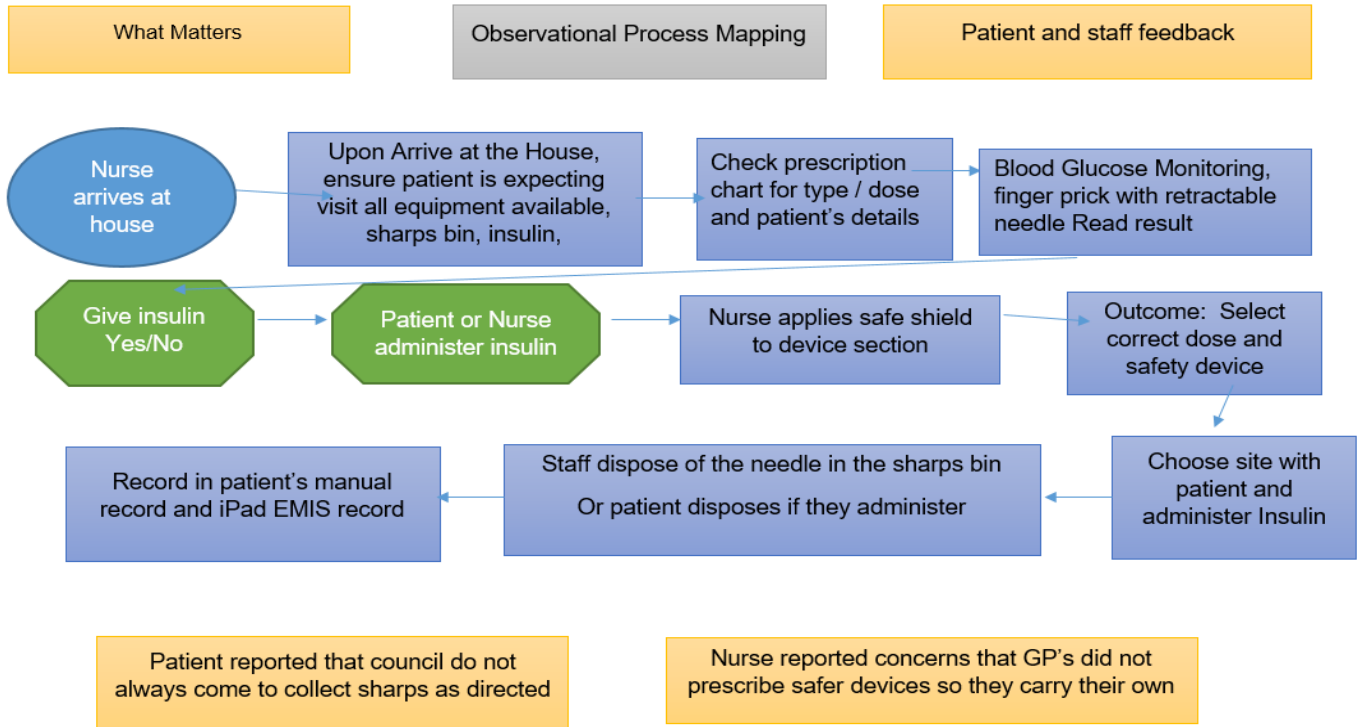 What Matters
Observational Process Mapping
Patient and staff feedback
Nurse
arrives at
house
Upon Arrive at the House,
ensure patient is expecting
visit all equipment available,
sharps bin, insulin,
Check prescription
chart for type / dose
and patient’s details
Blood Glucose Monitoring,
finger prick with retractable
needle Read result
Give insulin
Yes/No
Patient or Nurse
administer insulin
Nurse applies safe shield
to device section
Outcome: Select
correct dose and
safety device
Choose site with
patient and
administer Insulin
Staff dispose of the needle in the sharps bin
Or patient disposes if they administer
Record in patient’s manual
record and iPad EMIS record
Patient reported that council do not
always come to collect sharps as directed
Nurse reported concerns that GP’s did not
prescribe safer devices so they carry their own